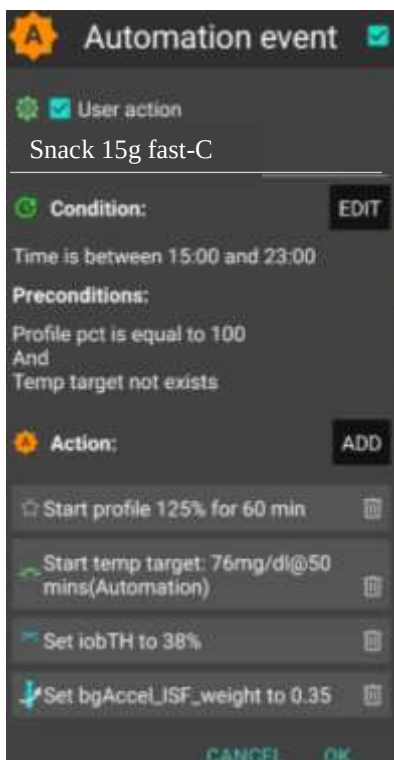 A Automation event
User action
Snack 15g fast-C
Condition: EDIT
Time is between 15:00 and 23:00
Preconditions:
Profile pct is equal to 100
And
Temp target not exists
A Action: ADD
Start profile 125% for 60 min
Start temp target: 76mg/dl@50
mins(Automation)
Set iobTH to 38%
Set bgAccel_ISF_weight to 0.35
CANCEL OK